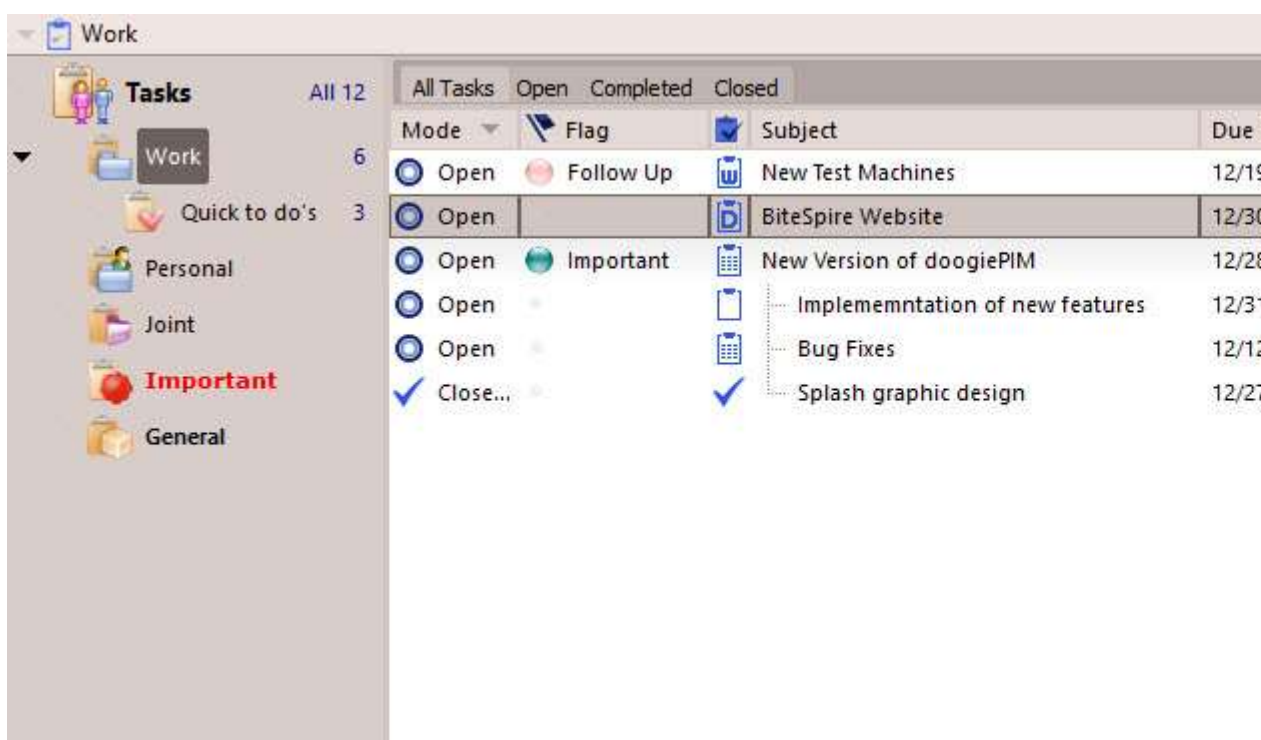 Work
Tasks All 12
Work 6
Quick to do's 3
Personal
Joint
Important
General
All Tasks Open Completed Closed
Mode Flag Subject Due
Open Follow Up New Test Machines 12/19
Open BiteSpire Website 12/30
Open Important New Version of doogiePIM 12/28
Open Implememntation of new features 12/31
Open Bug Fixes 12/12
Close... Splash graphic design 12/27